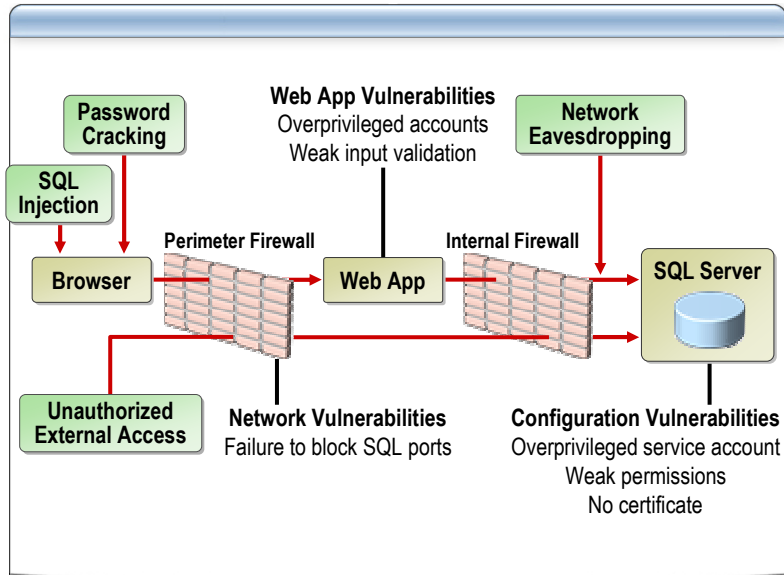 Web App Vulnerabilities
Overprivileged accounts
Weak input validation
Password
Cracking
Network
Eavesdropping
SQL
Injection
Perimeter Firewall
Internal Firewall
Browser
Web App
SQL Server
Unauthorized
External Access
Network Vulnerabilities
Failure to block SQL ports
Configuration Vulnerabilities
Overprivileged service account
Weak permissions
No certificate